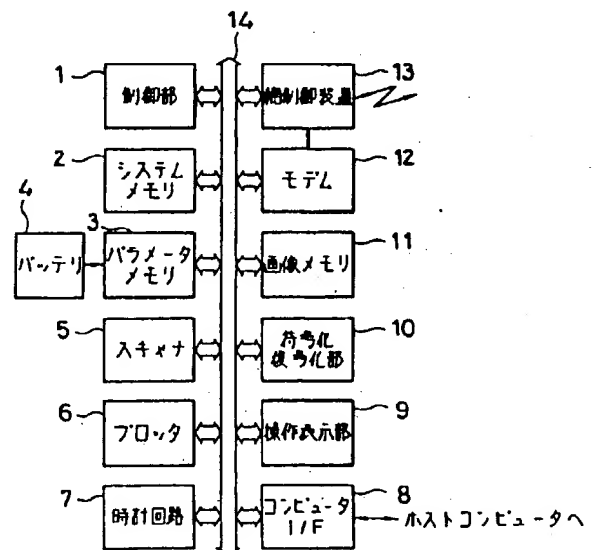 14
1
制御部
13
網制御装置
2
システム
メモリ
12
モデム
4
バッテリ
3
パラメータ
メモリ
11
画像メモリ
5
スキャナ
10
符号化
復号化部
6
プロッタ
9
操作表示部
7
時計回路
8
コンピュータ
I/F
ホストコンピュータへ